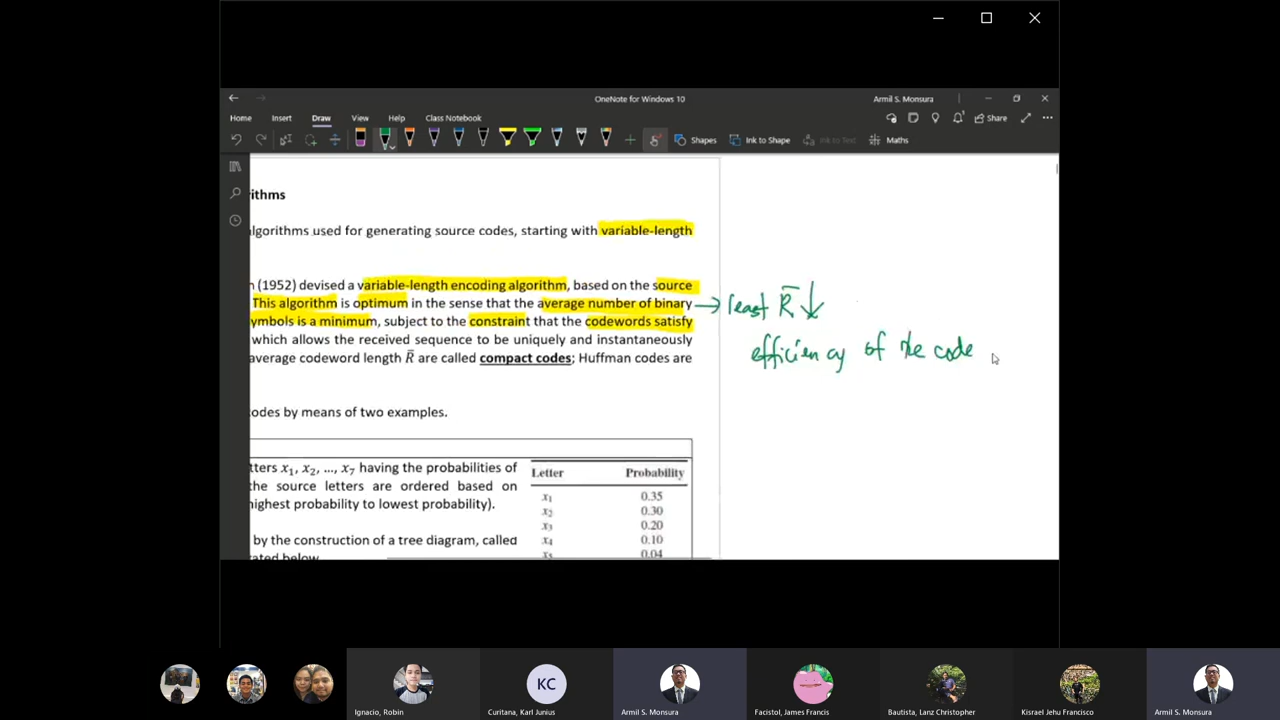 OneNote for Windows 10
Armil S. Monsura
Home Insert Draw View Help Class Notebook
Share
Shapes Ink to Shape Ink to Text Maths
ithms
lgorithms used for generating source codes, starting with variable-length
(1952) devised a variable-length encoding algorithm, based on the source
This algorithm is optimum in the sense that the average number of binary → least R̅ ↓
ymbols is a minimum, subject to the constraint that the codewords satisfy
efficiency of the code
which allows the received sequence to be uniquely and instantaneously
average codeword length R̅ are called compact codes; Huffman codes are
odes by means of two examples.
tters x₁, x₂, ..., x₇ having the probabilities of
the source letters are ordered based on
ighest probability to lowest probability).
by the construction of a tree diagram, called
Letter Probability
x₁ 0.35
x₂ 0.30
x₃ 0.20
x₄ 0.10
x₅ 0.04
KC
Ignacio, Robin
Curitana, Karl Junius
Armil S. Monsura
Facistol, James Francis
Bautista, Lanz Christopher
Kisrael Jehu Francisco
Armil S. Monsura